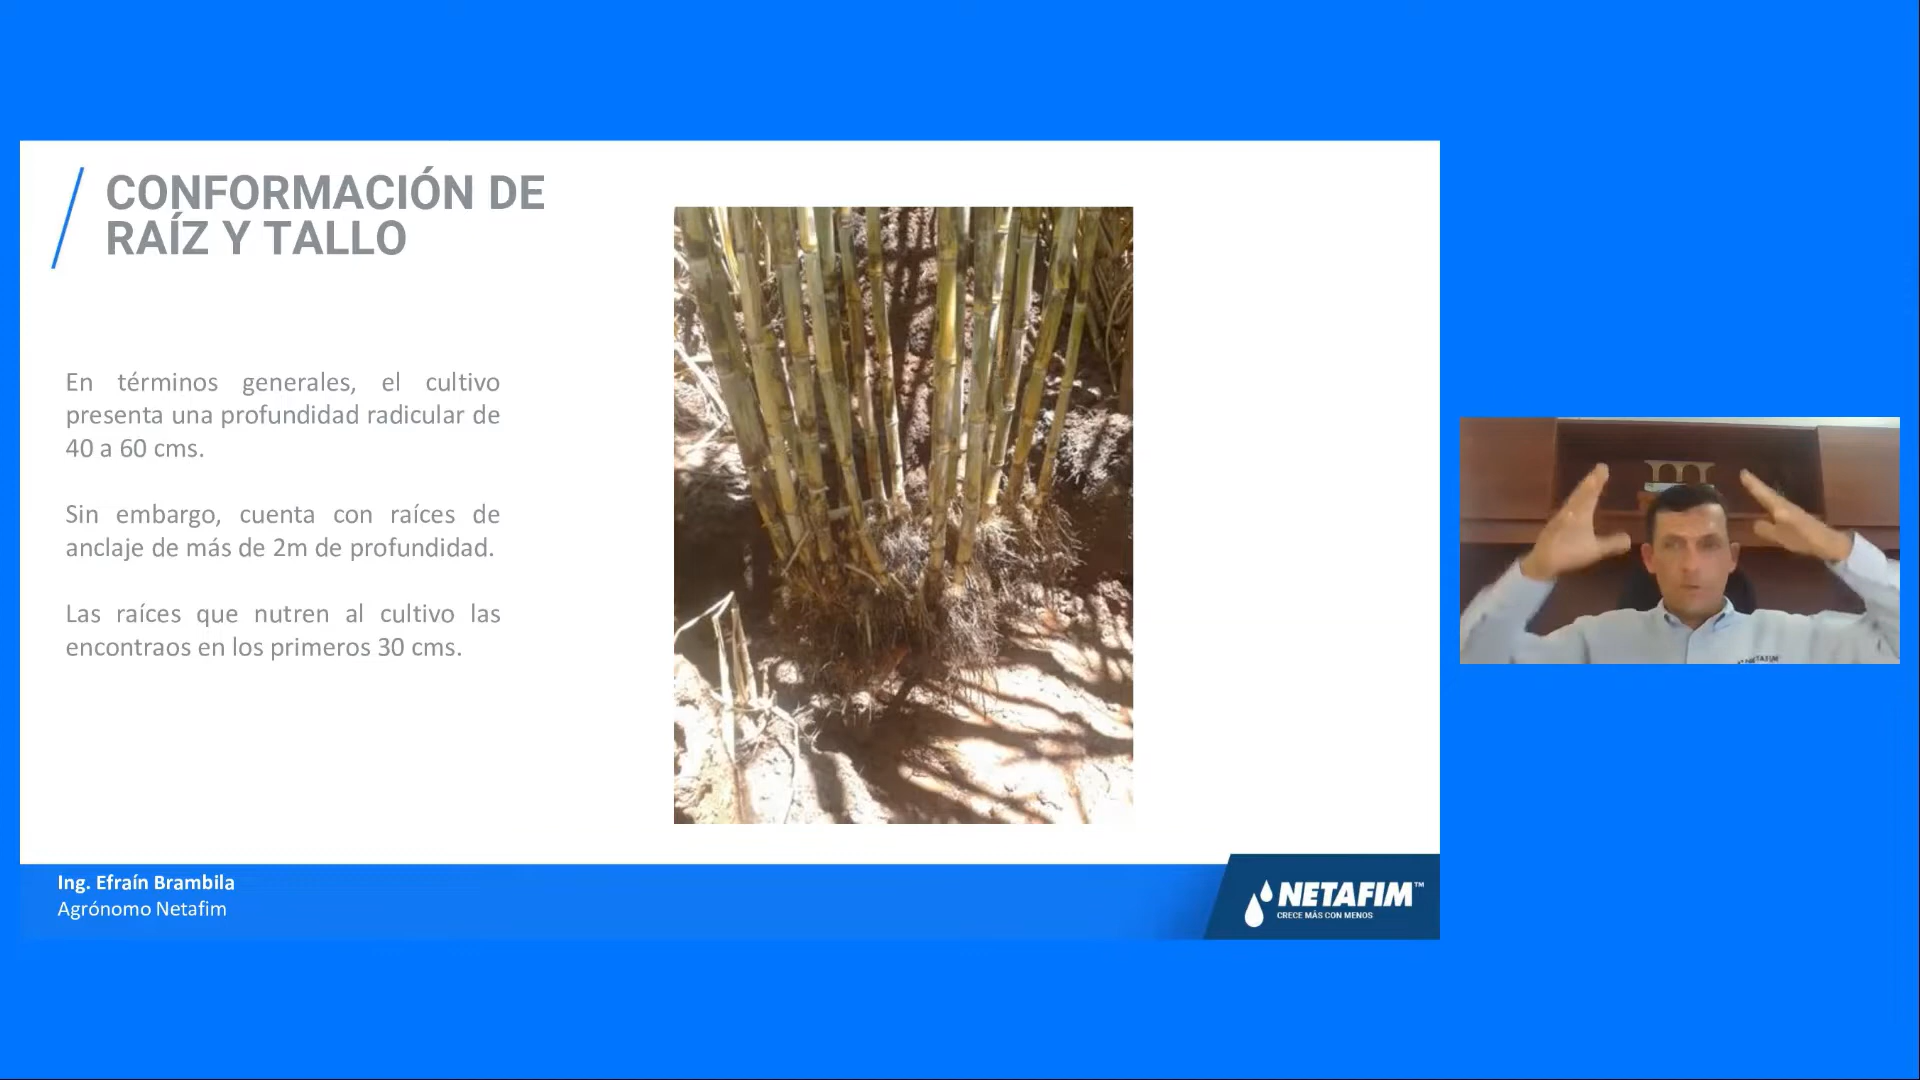 CONFORMACIÓN DE
RAÍZ Y TALLO
En términos generales, el cultivo
presenta una profundidad radicular de
40 a 60 cms.
Sin embargo, cuenta con raíces de
anclaje de más de 2m de profundidad.
Las raíces que nutren al cultivo las
encontraos en los primeros 30 cms.
NETAFIM
Ing. Efraín Brambila
Agrónomo Netafim
NETAFIM™
CRECE MÁS CON MENOS